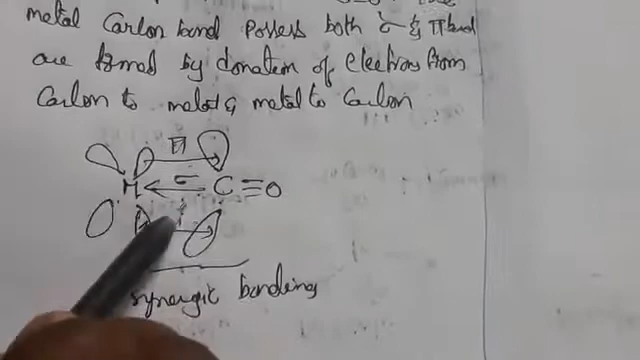 metal Carbon bond Possess both σ & π bond
are formed by donation of electrons from
Carbon to metal & metal to Carbon
π
M σ C≡O
synergic bonding